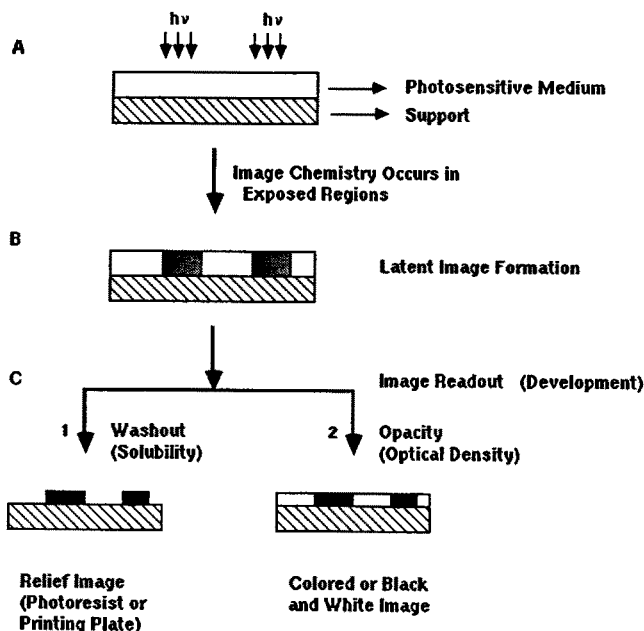 hν hν
A
Photosensitive Medium
Support
Image Chemistry Occurs in
Exposed Regions
B
Latent Image Formation
C
Image Readout (Development)
1 Washout
(Solubility)
2 Opacity
(Optical Density)
Relief Image
(Photoresist or
Printing Plate)
Colored or Black
and White Image